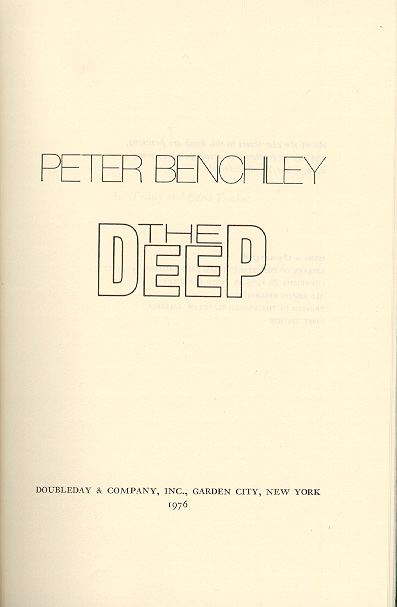 PETER BENCHLEY
THE
DEEP
DOUBLEDAY & COMPANY, INC., GARDEN CITY, NEW YORK
1976